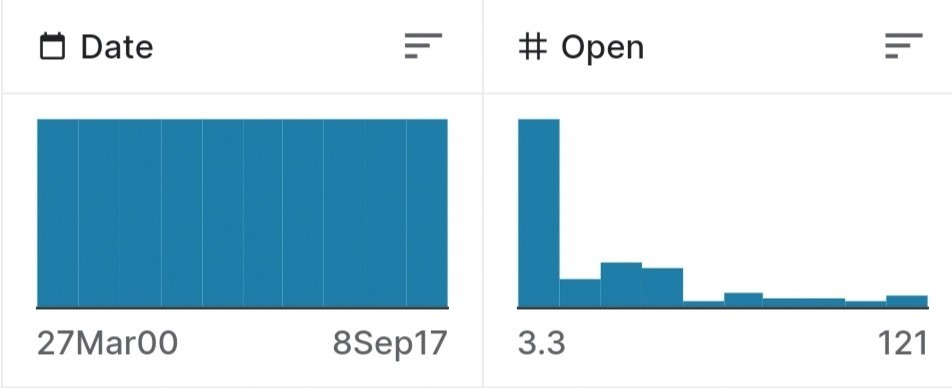 Date
# Open
27Mar00
8Sep17
3.3
121